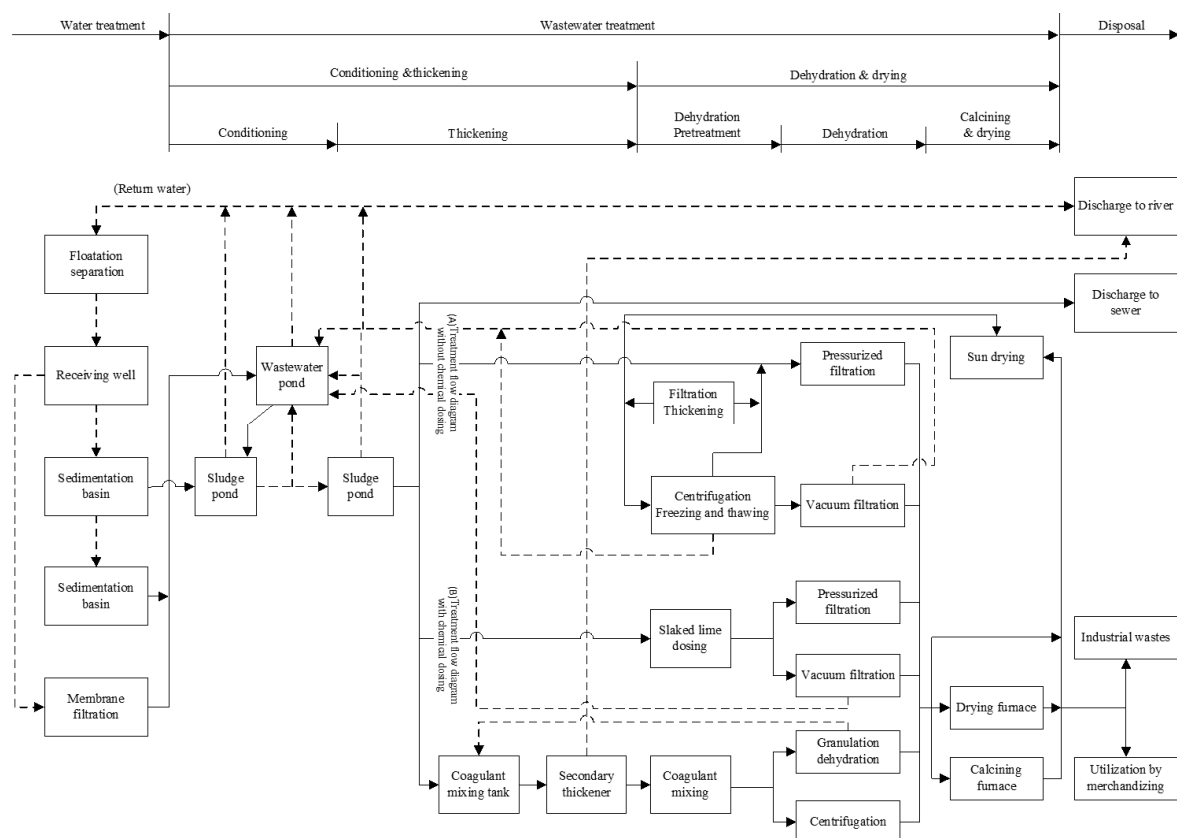 Water treatment
Wastewater treatment
Disposal
Conditioning &thickening
Dehydration & drying
Conditioning
Thickening
Dehydration
Pretreatment
Dehydration
Calcining
& drying
(Return water)
Discharge to
river
Floatation
separation
Discharge to
sewer
Receiving well
Wastewater
pond
(A)Treatment flow diagram
without chemical dosing
Pressurized
filtration
Sun drying
Filtration
Thickening
Sedimentation
basin
Sludge
pond
Sludge
pond
Centrifugation
Freezing and thawing
Vacuum filtration
Sedimentation
basin
(B)Treatment flow diagram
with chemical dosing
Pressurized
filtration
Slaked lime
dosing
Industrial wastes
Vacuum filtration
Membrane
filtration
Drying furnace
Granulation
dehydration
Coagulant
mixing tank
Secondary
thickener
Coagulant
mixing
Calcining
furnace
Utilization by
merchandizing
Centrifugation